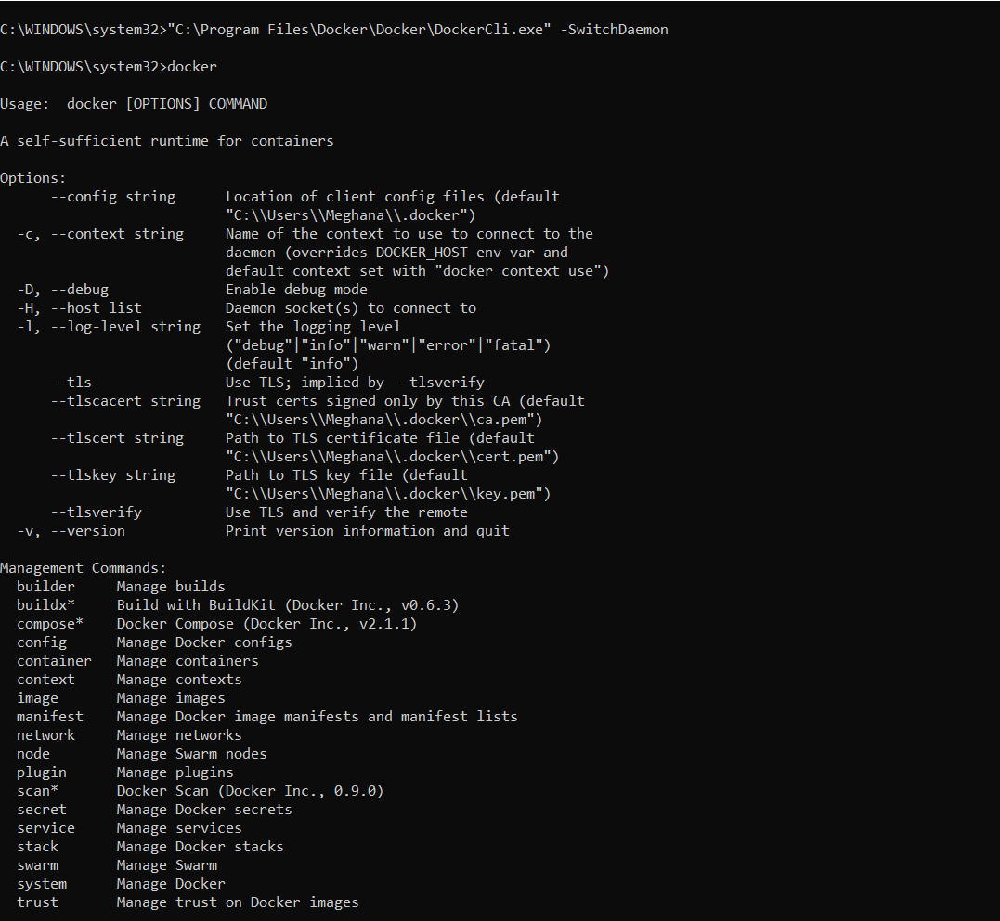 C:\WINDOWS\system32>"C:\Program Files\Docker\Docker\DockerCli.exe" -SwitchDaemon
C:\WINDOWS\system32>docker
Usage:  docker [OPTIONS] COMMAND
A self-sufficient runtime for containers
Options:
      --config string      Location of client config files (default
                           "C:\\Users\\Meghana\\.docker")
  -c, --context string     Name of the context to use to connect to the
                           daemon (overrides DOCKER_HOST env var and
                           default context set with "docker context use")
  -D, --debug              Enable debug mode
  -H, --host list          Daemon socket(s) to connect to
  -l, --log-level string   Set the logging level
                           ("debug"|"info"|"warn"|"error"|"fatal")
                           (default "info")
      --tls                Use TLS; implied by --tlsverify
      --tlscacert string   Trust certs signed only by this CA (default
                           "C:\\Users\\Meghana\\.docker\\ca.pem")
      --tlscert string     Path to TLS certificate file (default
                           "C:\\Users\\Meghana\\.docker\\cert.pem")
      --tlskey string      Path to TLS key file (default
                           "C:\\Users\\Meghana\\.docker\\key.pem")
      --tlsverify          Use TLS and verify the remote
  -v, --version            Print version information and quit
Management Commands:
  builder     Manage builds
  buildx*     Build with BuildKit (Docker Inc., v0.6.3)
  compose*    Docker Compose (Docker Inc., v2.1.1)
  config      Manage Docker configs
  container   Manage containers
  context     Manage contexts
  image       Manage images
  manifest    Manage Docker image manifests and manifest lists
  network     Manage networks
  node        Manage Swarm nodes
  plugin      Manage plugins
  scan*       Docker Scan (Docker Inc., 0.9.0)
  secret      Manage Docker secrets
  service     Manage services
  stack       Manage Docker stacks
  swarm       Manage Swarm
  system      Manage Docker
  trust       Manage trust on Docker images